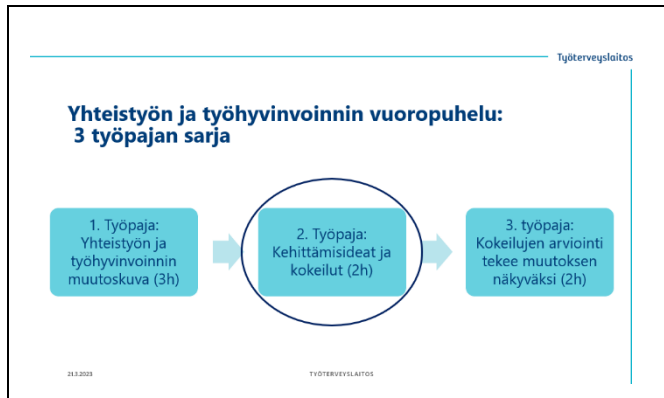 Työterveyslaitos
Yhteistyön ja työhyvinvoinnin vuoropuhelu:
3 työpajan sarja
1. Työpaja:
Yhteistyön ja
työhyvinvoinnin
muutoskuva (3h)
2. Työpaja:
Kehittämisideat ja
kokeilut (2h)
3. työpaja:
Kokeilujen arviointi
tekee muutoksen
näkyväksi (2h)
21.3.2023
TYÖTERVEYSLAITOS